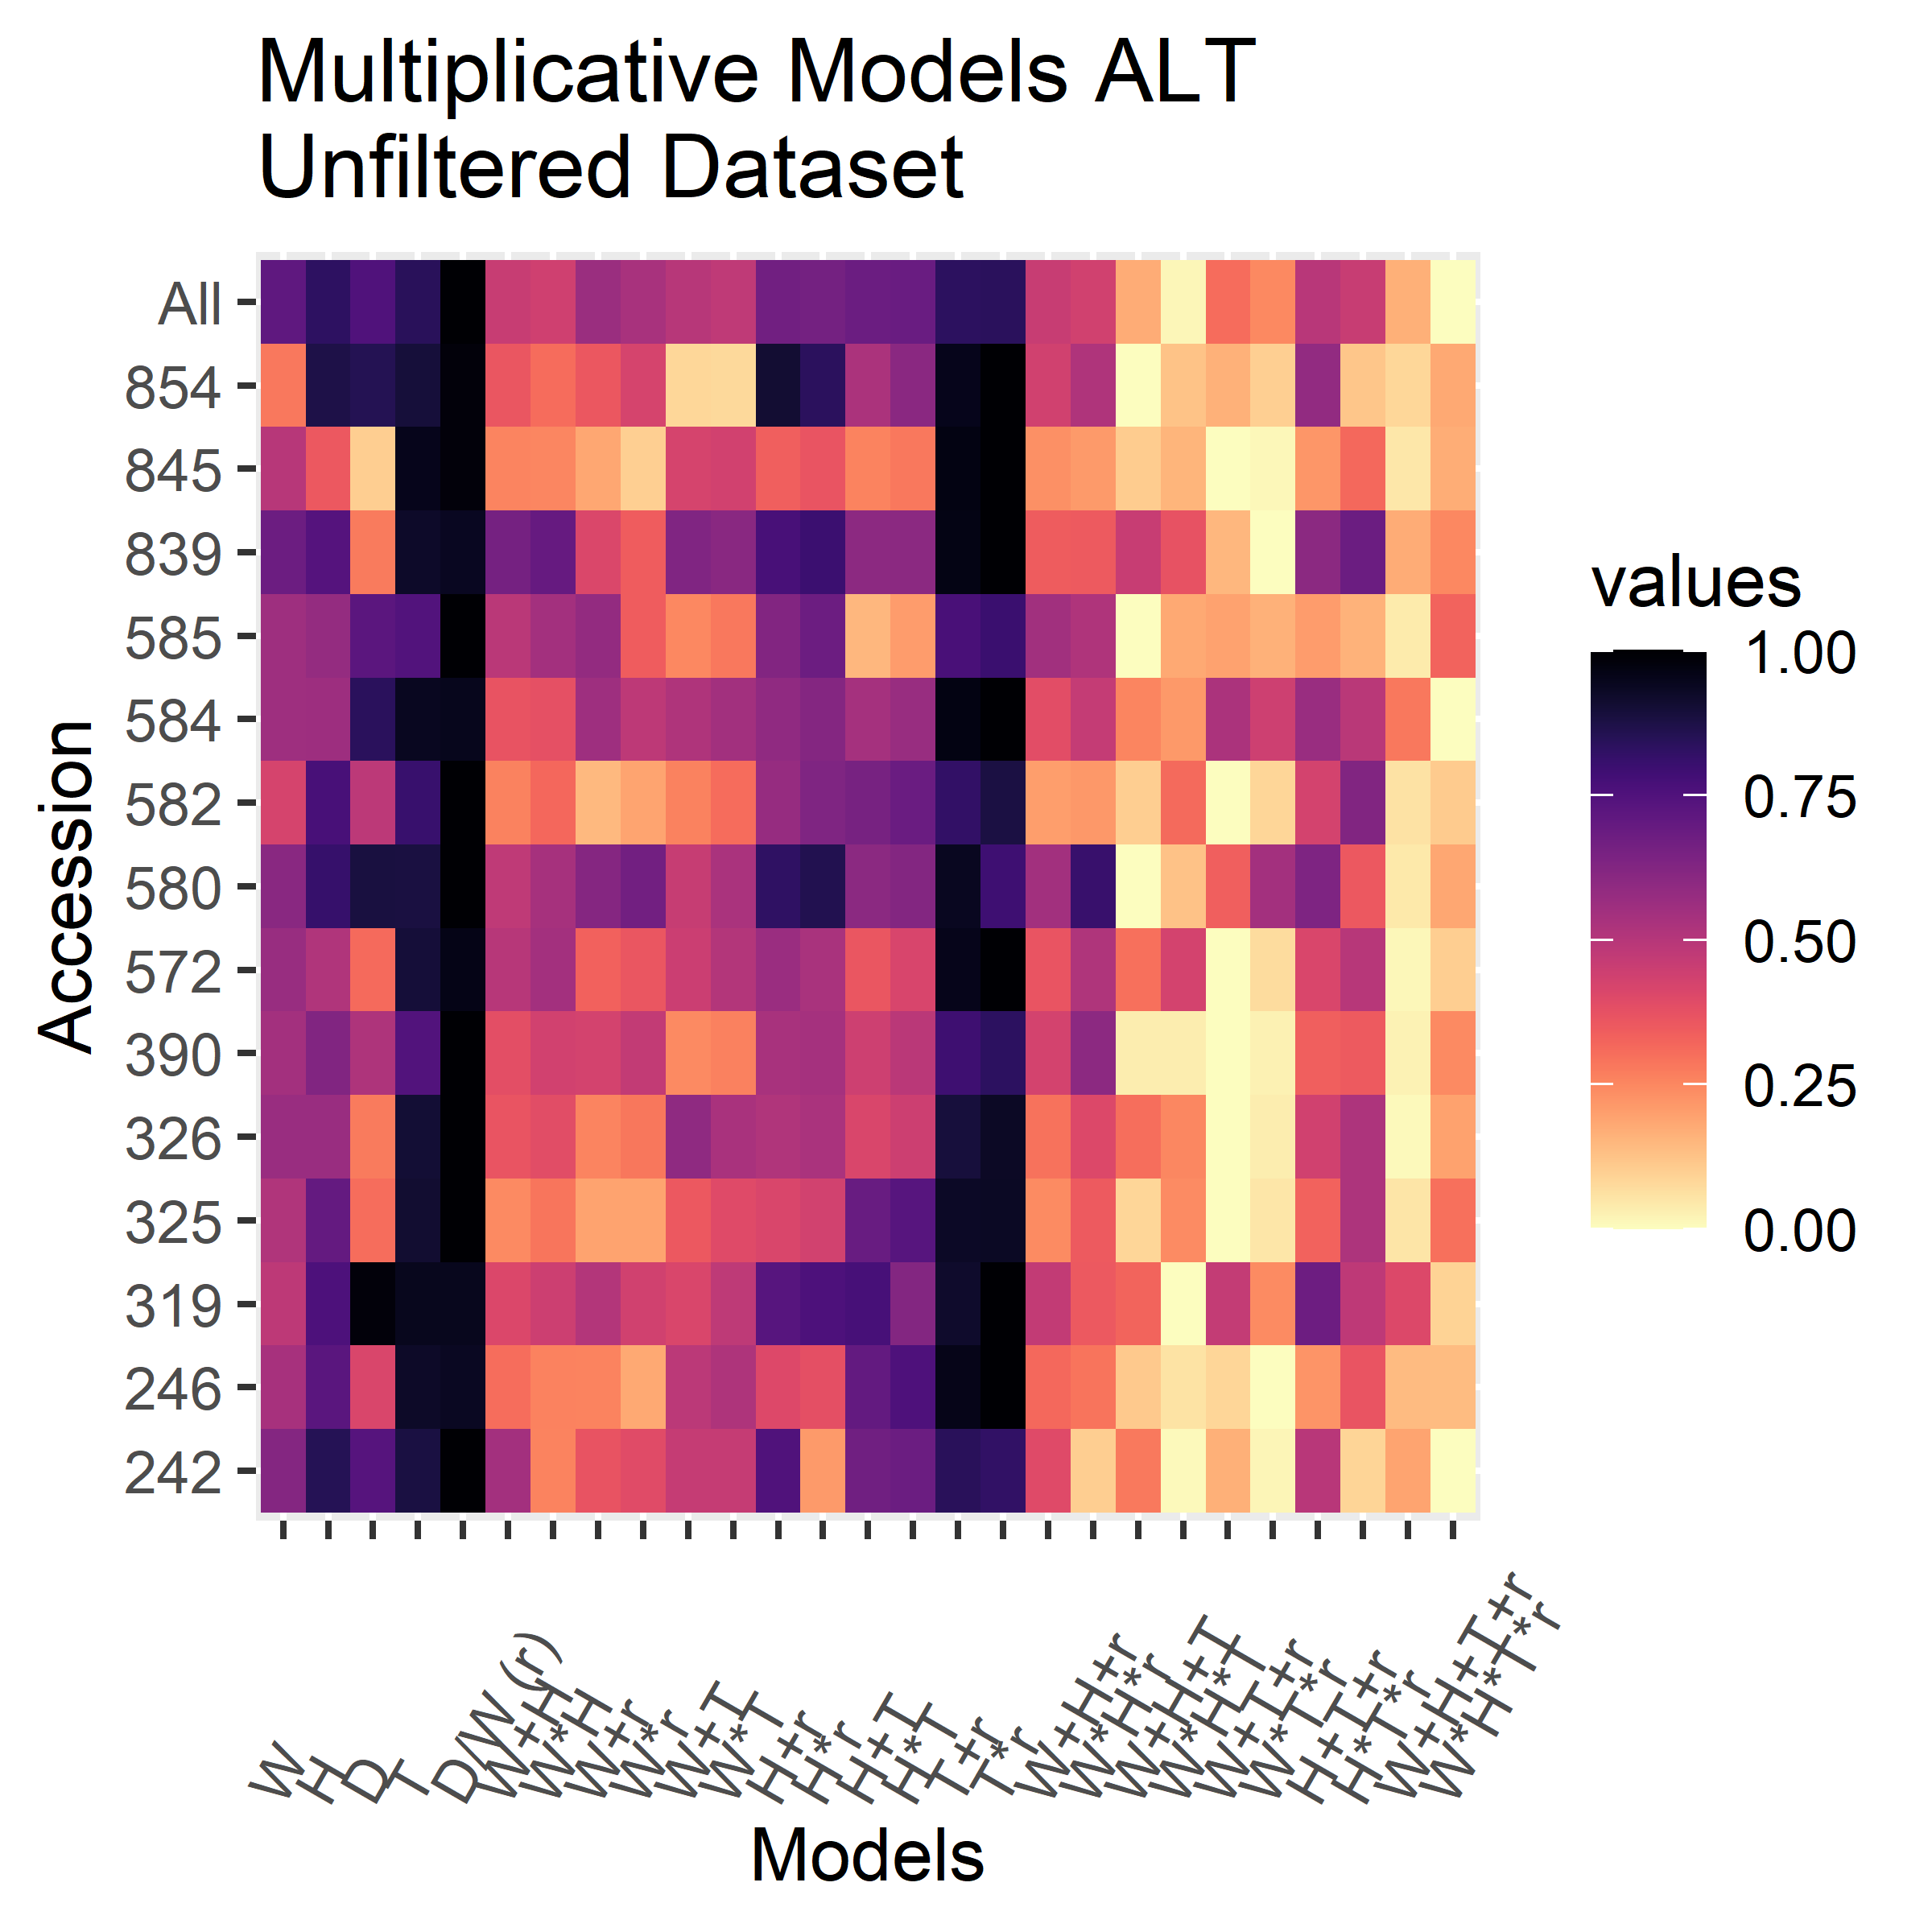 Multiplicative Models ALT
Unfiltered Dataset
Accession
All
854
845
839
585
584
582
580
572
390
326
325
319
246
242
values
1.00
0.75
0.50
0.25
0.00
W
H
D
T
D/W (r)
W+H
W*H
W+r
W*r
W+T
W*T
H+r
H*r
H+T
H*T
T+r
T*r
W+H+r
W*H*r
W+H+T
W*H*T
W+T+r
W*T*r
H+T+r
H*T*r
W+H+T+r
W*H*T*r
Models